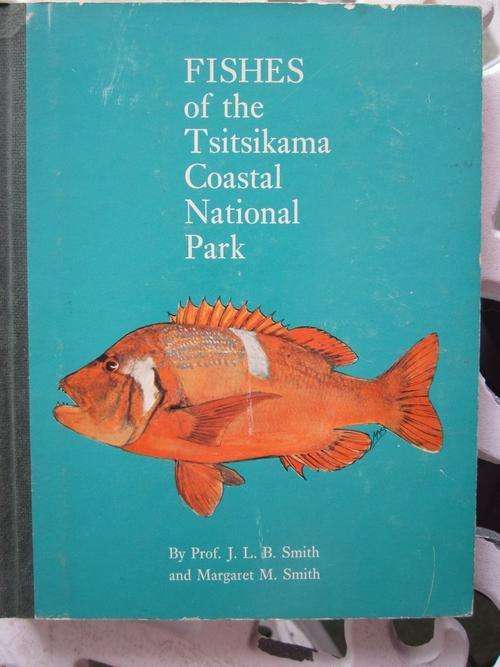 FISHES
of the
Tsitsikama
Coastal
National
Park
By Prof. J. L. B. Smith
and Margaret M. Smith